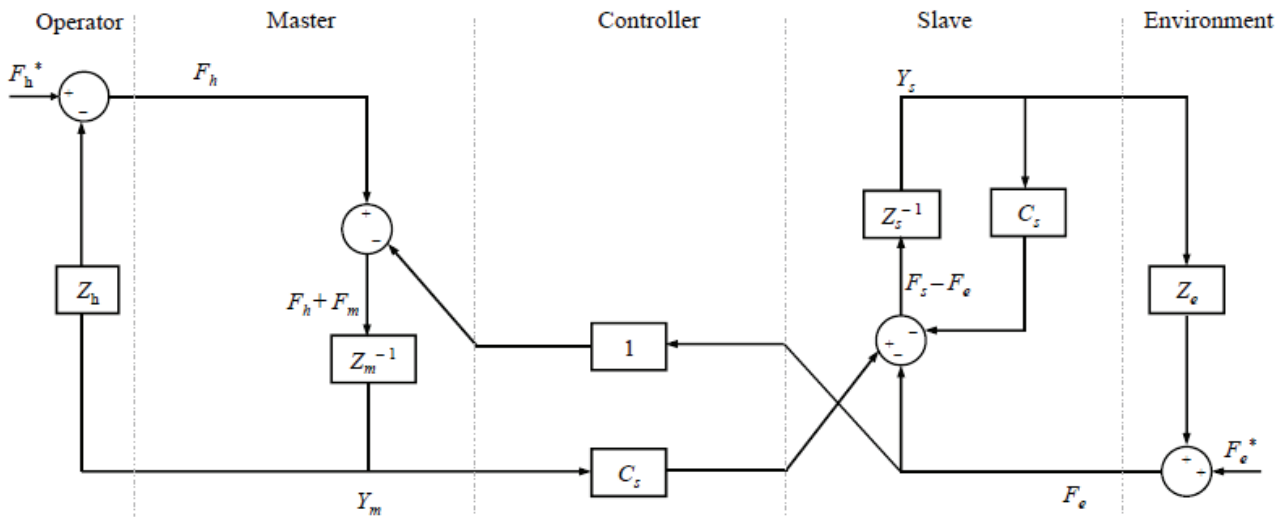 Operator Master Controller Slave Environment
F_h^* + − F_h Y_s
+ − Z_s^{−1} C_s
Z_h F_h + F_m F_s − F_e Z_e
Z_m^{−1} 1 + − −
C_s + + F_e^*
Y_m F_e